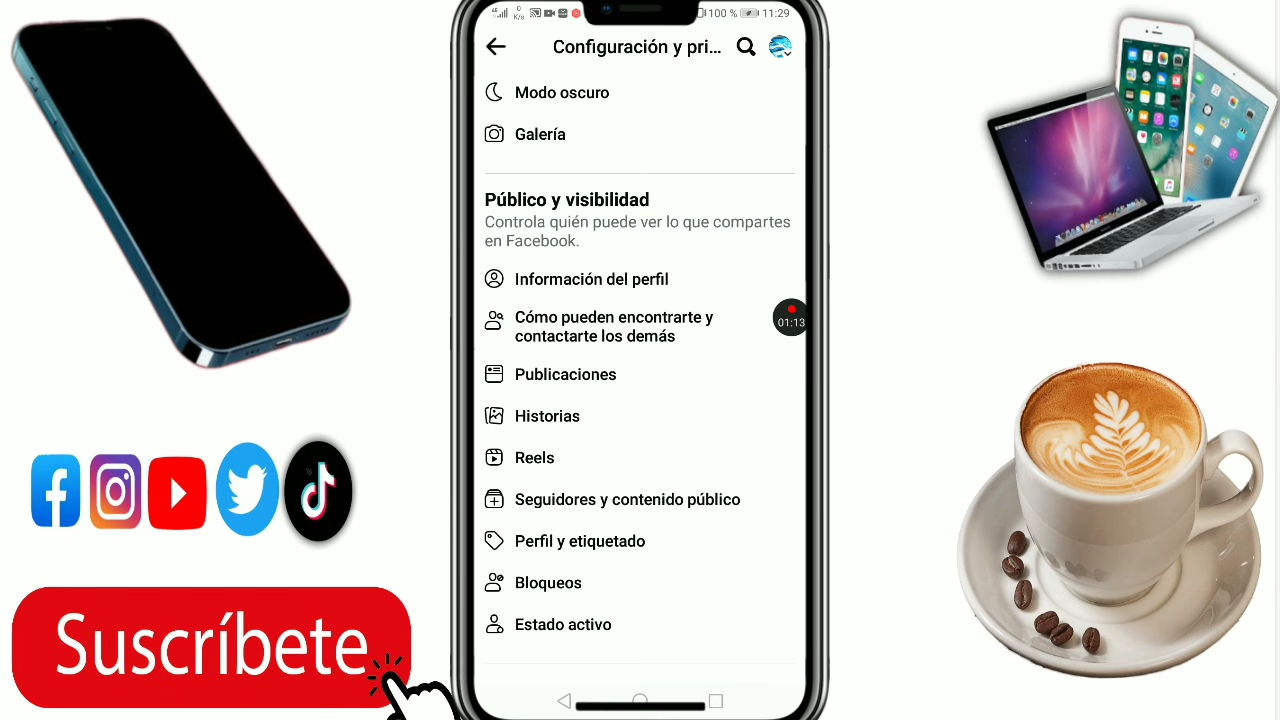 0
K/s
100 %
11:29
Configuración y pri...
Modo oscuro
Galería
Público y visibilidad
Controla quién puede ver lo que compartes
en Facebook.
Información del perfil
Cómo pueden encontrarte y
contactarte los demás
01:13
Publicaciones
Historias
Reels
Seguidores y contenido público
Perfil y etiquetado
Bloqueos
Estado activo
Suscríbete